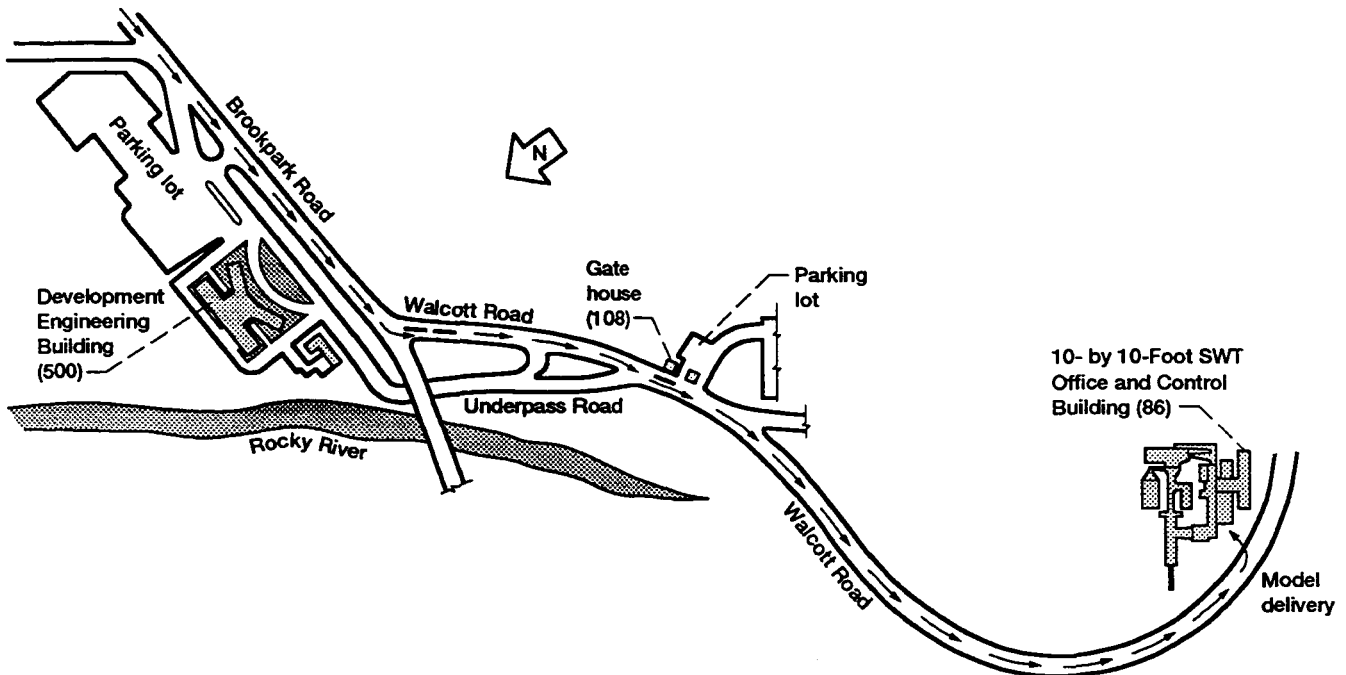 Brookpark Road
Parking lot
N
Development
Engineering
Building
(500)
Walcott Road
Gate
house
(108)
Parking
lot
Underpass Road
Rocky River
10- by 10-Foot SWT
Office and Control
Building (86)
Walcott Road
Model
delivery